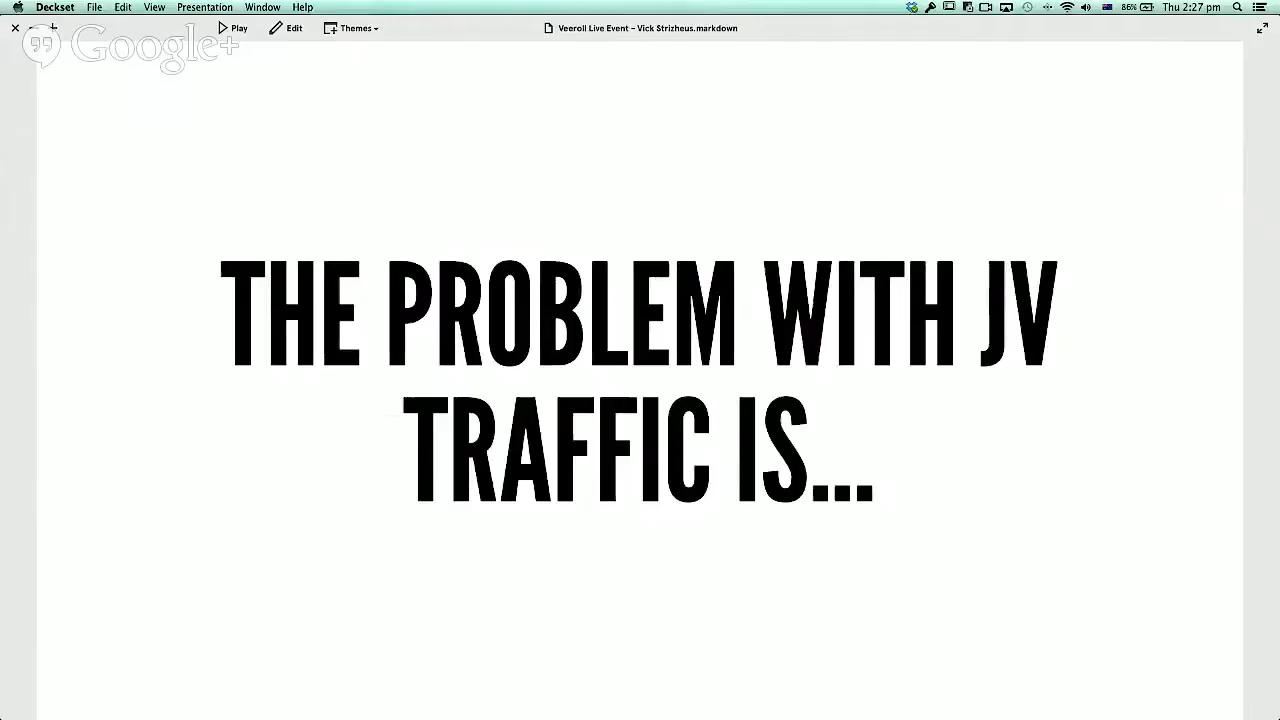 Deckset File Edit View Presentation Window Help 86% Thu 2:27 pm
Play Edit Themes Veeroll Live Event – Vick Strizheus.markdown
Google+
THE PROBLEM WITH JV
TRAFFIC IS...